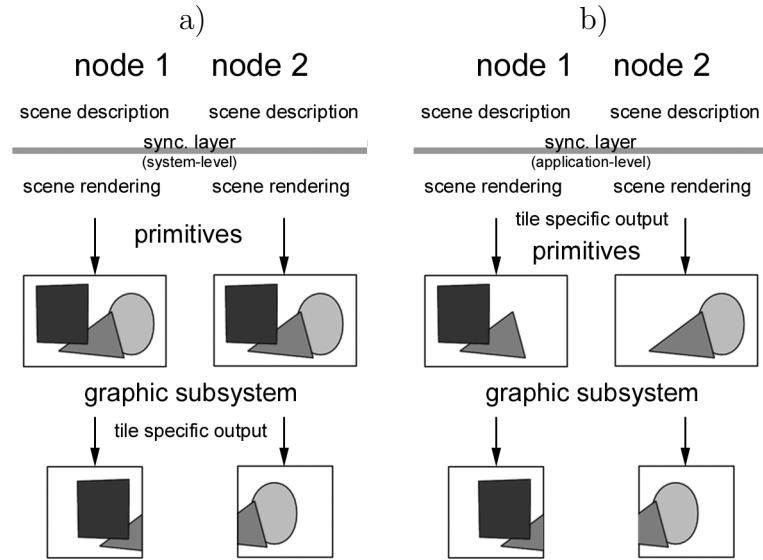 a)
node 1 node 2
scene description scene description
sync. layer
(system-level)
scene rendering scene rendering
primitives
graphic subsystem
tile specific output
b)
node 1 node 2
scene description scene description
sync. layer
(application-level)
scene rendering scene rendering
tile specific output
primitives
graphic subsystem